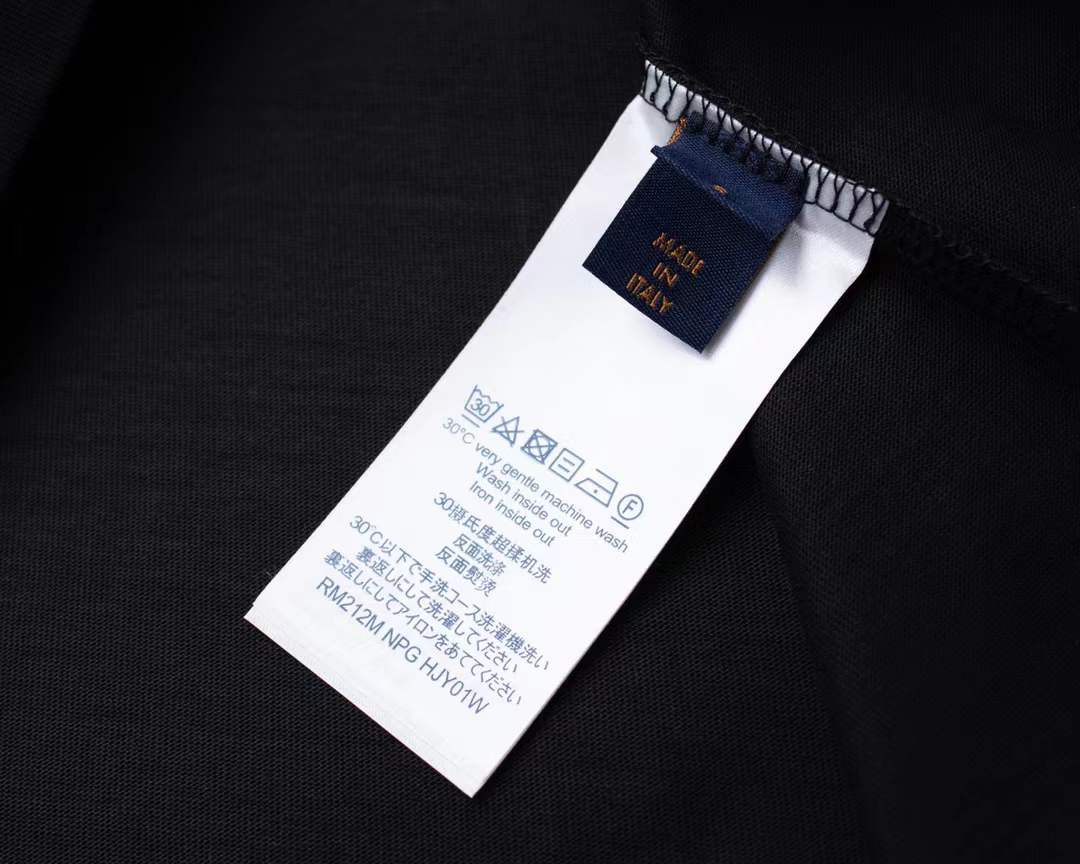 MADE
IN
ITALY
30
F
30°C very gentle machine wash
Wash inside out
Iron inside out
30摄氏度超揉机洗
反面洗涤
反面熨烫
30℃以下で手洗コース洗濯機洗い
裏返しにして洗濯してください
裏返しにしてアイロンをあててください
RM212M NPG HJY01W